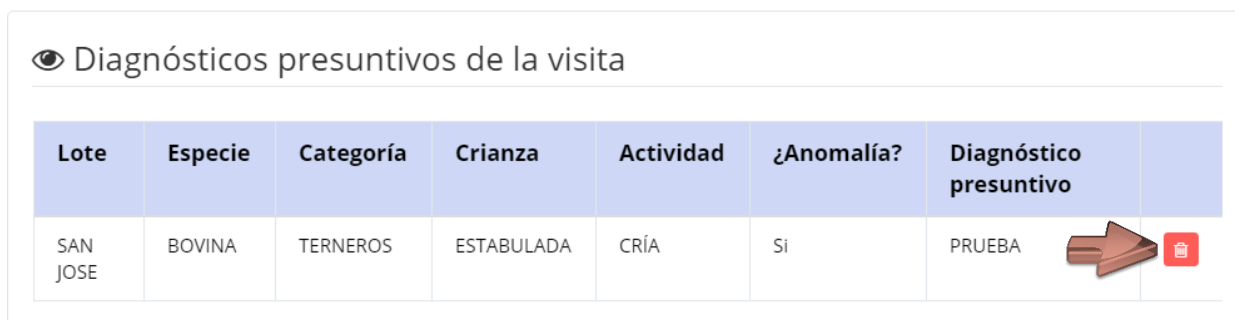 Diagnósticos presuntivos de la visita
Lote Especie Categoría Crianza Actividad ¿Anomalía? Diagnóstico presuntivo
SAN JOSE BOVINA TERNEROS ESTABULADA CRÍA Si PRUEBA